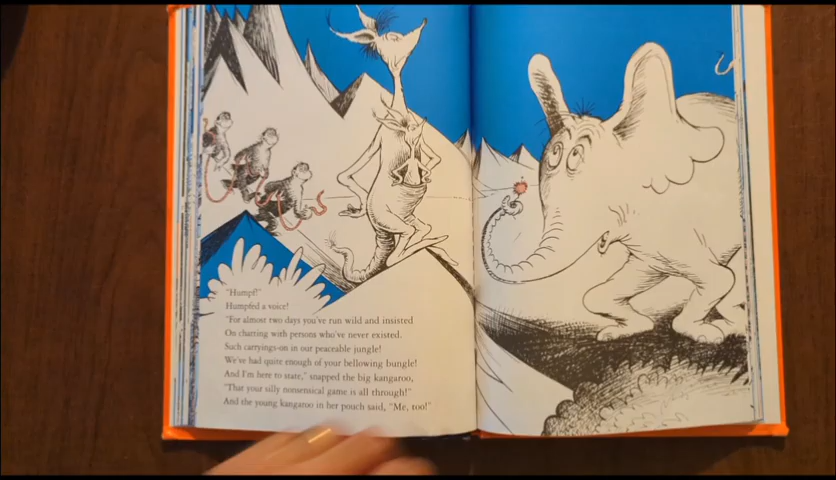 "Humpf!"
Humpfed a voice!
"For almost two days you've run wild and insisted
On chatting with persons who've never existed.
Such carryings-on in our peaceable jungle!
We've had quite enough of your bellowing bungle!
And I'm here to state," snapped the big kangaroo,
"That your silly nonsensical game is all through!"
And the young kangaroo in her pouch said, "Me, too!"